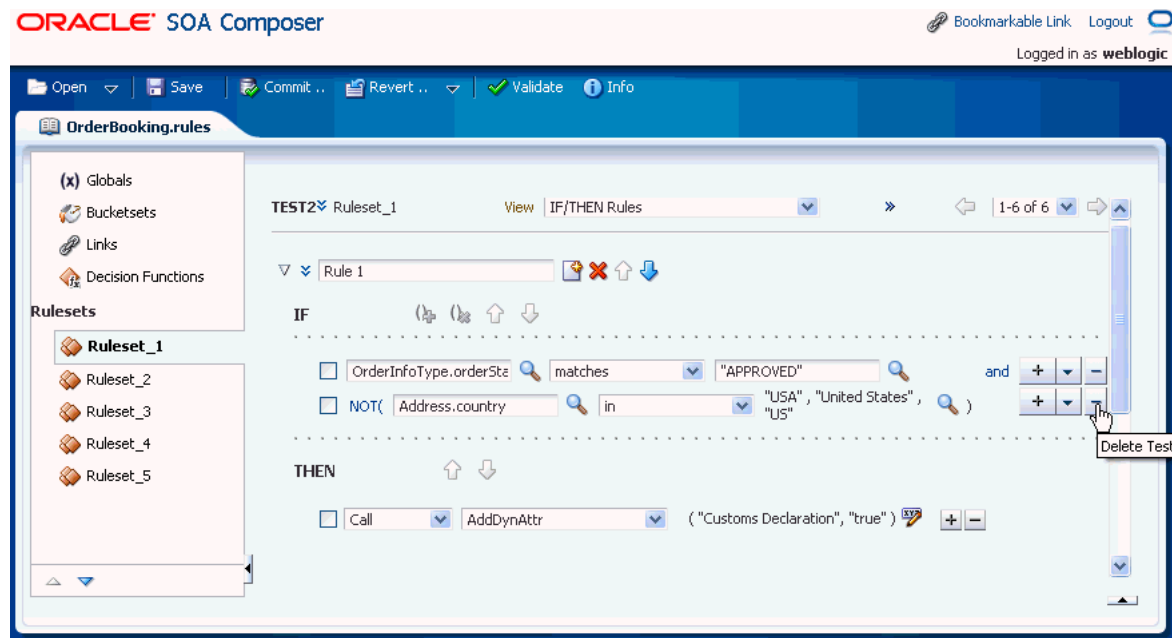 ORACLE SOA Composer
Bookmarkable Link Logout
Logged in as weblogic
Open Save Commit .. Revert .. Validate Info
OrderBooking.rules
(x) Globals
Bucketsets
Links
Decision Functions
Rulesets
Ruleset_1
Ruleset_2
Ruleset_3
Ruleset_4
Ruleset_5
TEST2 Ruleset_1 View IF/THEN Rules 1-6 of 6
Rule 1
IF
OrderInfoType.orderSta matches "APPROVED" and
NOT( Address.country in "USA" , "United States" , "US" )
Delete Test
THEN
Call AddDynAttr ( "Customs Declaration", "true" )